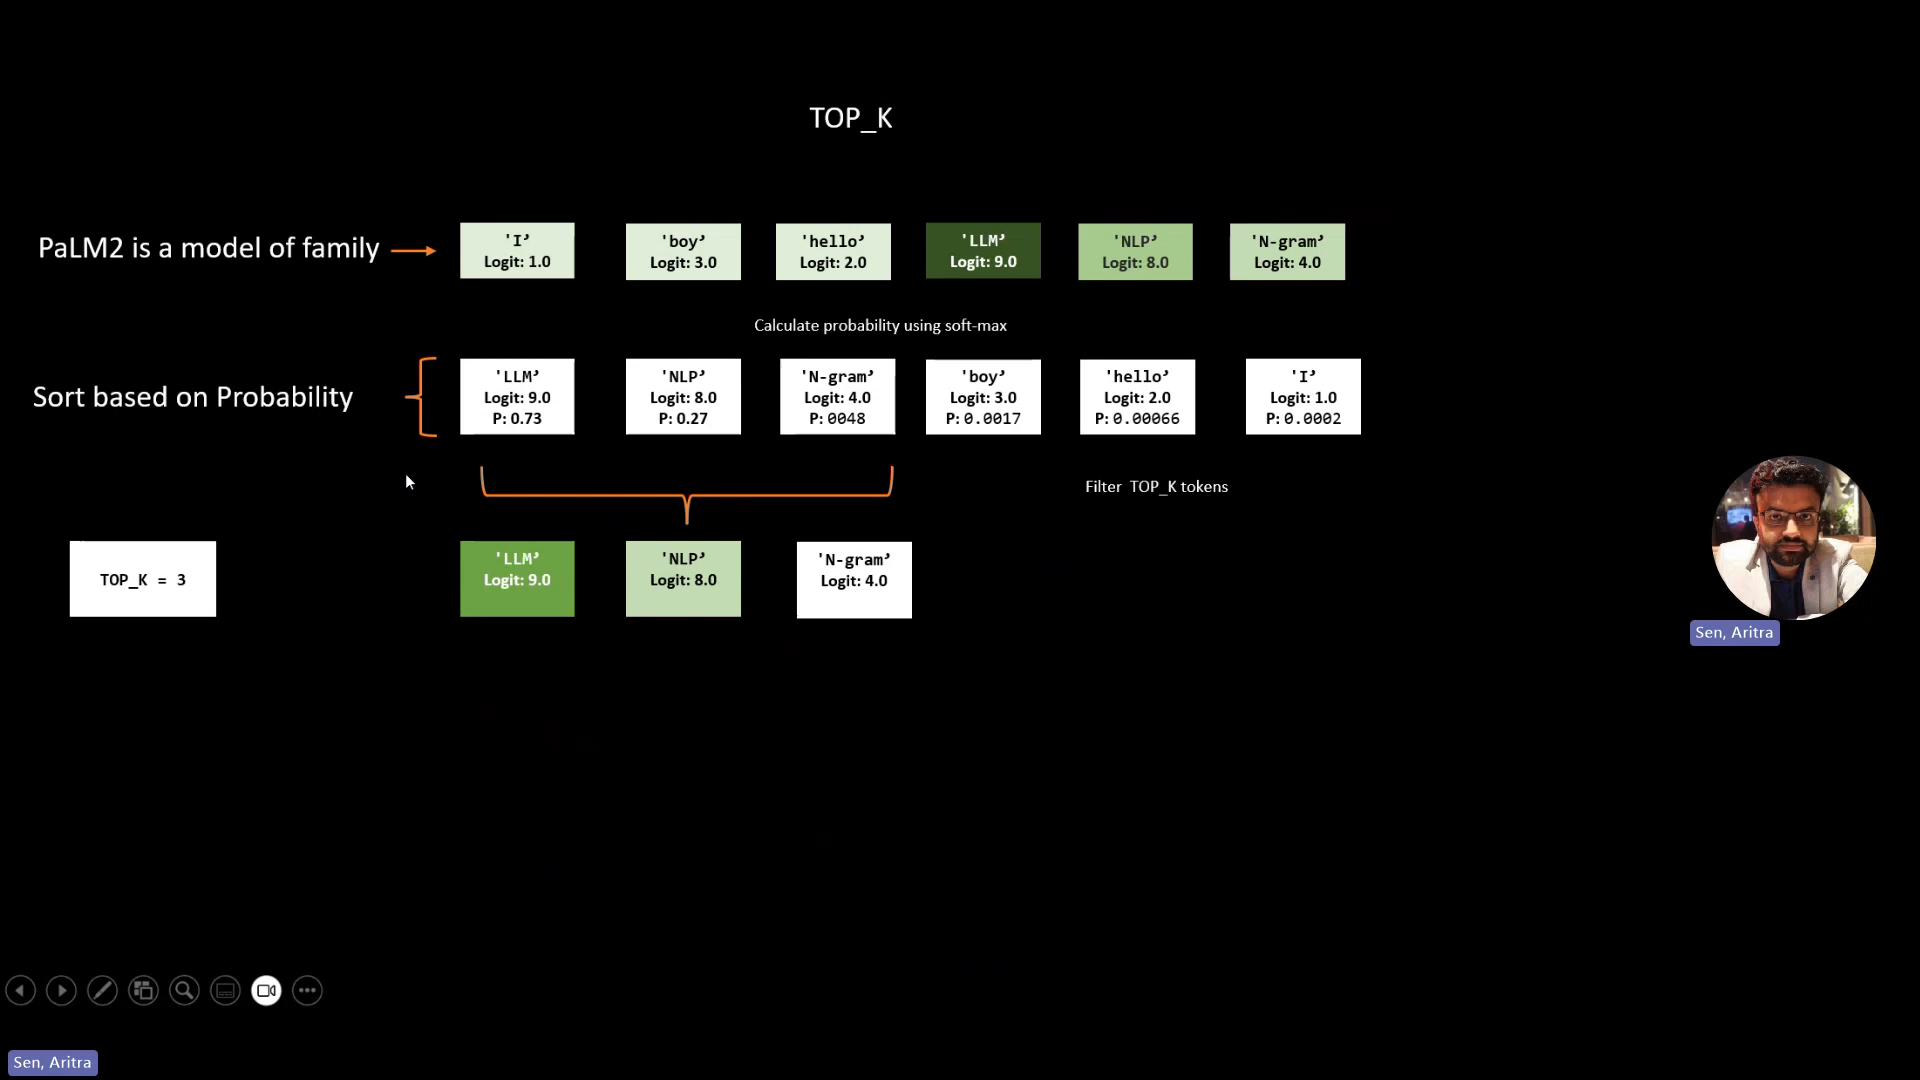 TOP_K
PaLM2 is a model of family
'I’
Logit: 1.0
'boy’
Logit: 3.0
'hello’
Logit: 2.0
'LLM’
Logit: 9.0
'NLP’
Logit: 8.0
'N-gram’
Logit: 4.0
Calculate probability using soft-max
Sort based on Probability
'LLM’
Logit: 9.0
P: 0.73
'NLP’
Logit: 8.0
P: 0.27
'N-gram’
Logit: 4.0
P: 0048
'boy’
Logit: 3.0
P: 0.0017
'hello’
Logit: 2.0
P: 0.00066
'I’
Logit: 1.0
P: 0.0002
Filter TOP_K tokens
TOP_K = 3
'LLM’
Logit: 9.0
'NLP’
Logit: 8.0
'N-gram’
Logit: 4.0
Sen, Aritra
Sen, Aritra